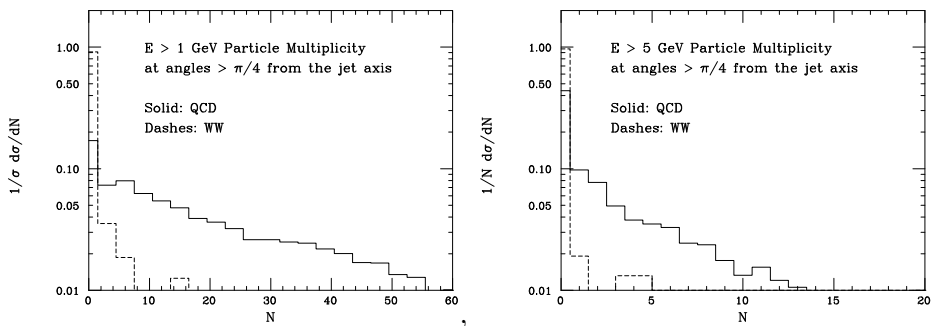 1.00
0.50
0.10
0.05
0.01
1/σ dσ/dN
E > 1 GeV Particle Multiplicity
at angles > π/4 from the jet axis
Solid: QCD
Dashes: WW
0 10 20 30 40 50 60
N
,
1.00
0.50
0.10
0.05
0.01
1/N dσ/dN
E > 5 GeV Particle Multiplicity
at angles > π/4 from the jet axis
Solid: QCD
Dashes: WW
0 5 10 15 20
N